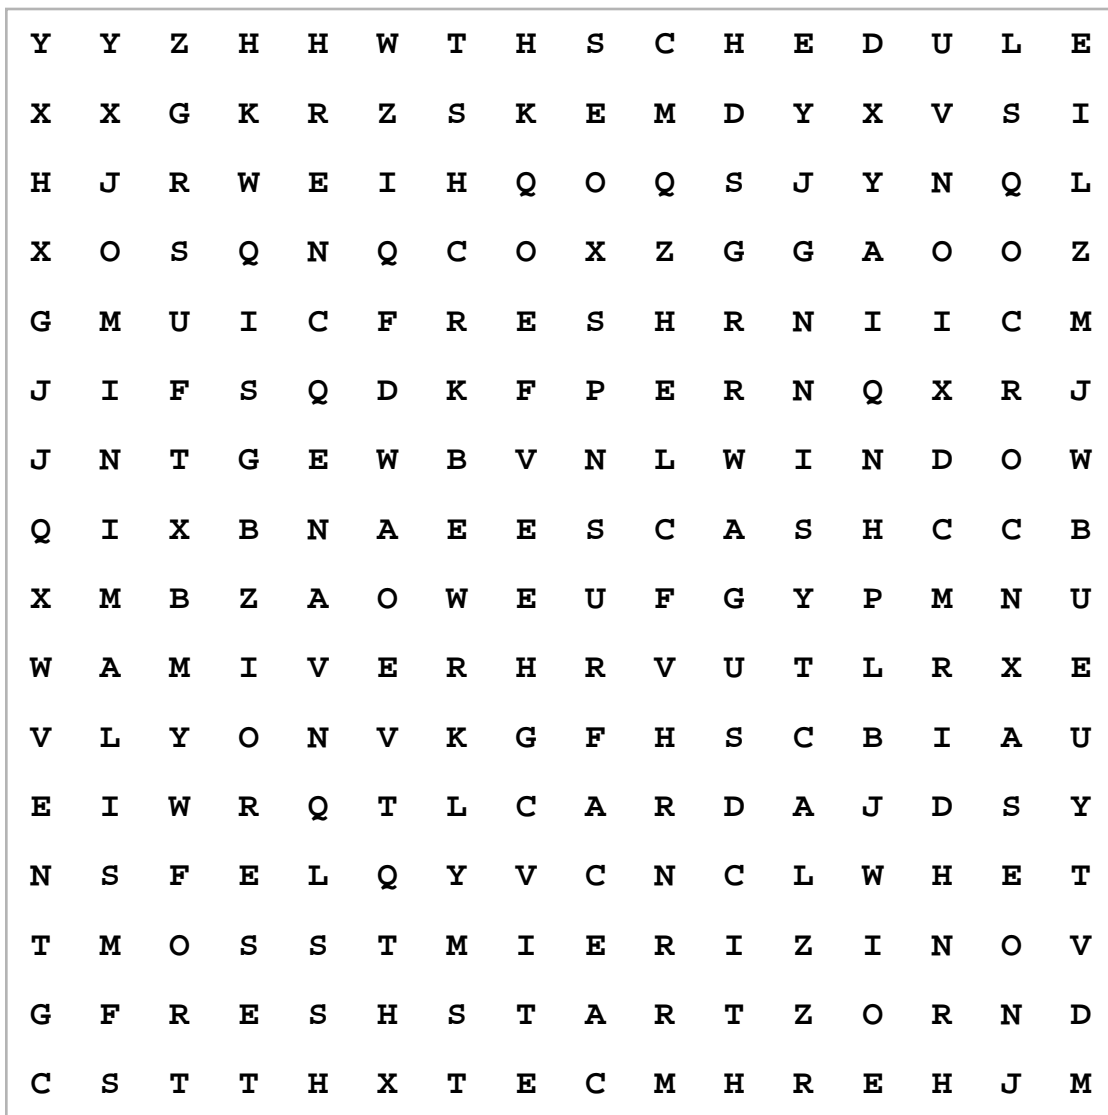 Y Y Z H H W T H S C H E D U L E
X X G K R Z S K E M D Y X V S I
H J R W E I H Q O Q S J Y N Q L
X O S Q N Q C O X Z G G A O O Z
G M U I C F R E S H R N I I C M
J I F S Q D K F P E R N Q X R J
J N T G E W B V N L W I N D O W
Q I X B N A E E S C A S H C C B
X M B Z A O W E U F G Y P M N U
W A M I V E R H R V U T L R X E
V L Y O N V K G F H S C B I A U
E I W R Q T L C A R D A J D S Y
N S F E L Q Y V C N C L W H E T
T M O S S T M I E R I Z I N O V
G F R E S H S T A R T Z O R N D
C S T T H X T E C M H R E H J M